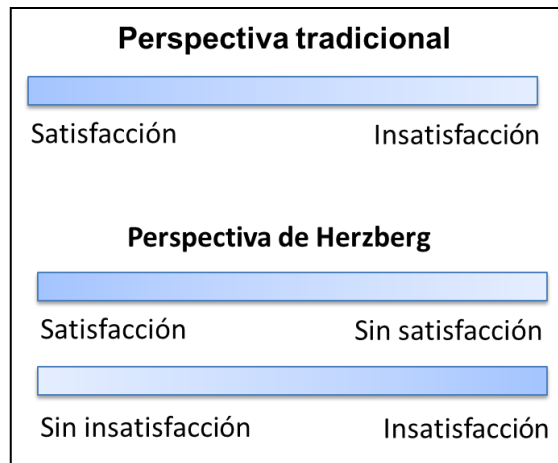 Perspectiva tradicional
Satisfacción Insatisfacción
Perspectiva de Herzberg
Satisfacción Sin satisfacción
Sin insatisfacción Insatisfacción